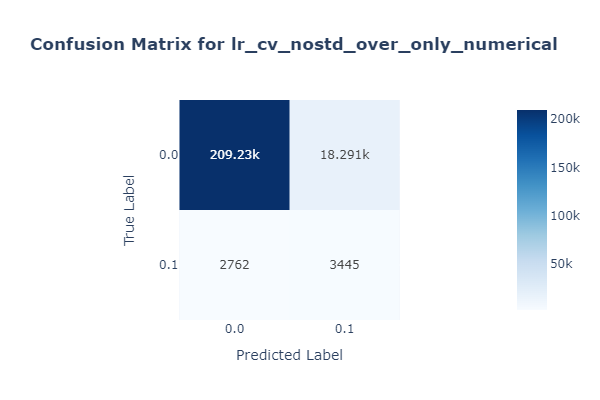 Confusion Matrix for lr_cv_nostd_over_only_numerical
True Label
0.0
209.23k
18.291k
0.1
2762
3445
0.0
0.1
Predicted Label
200k
150k
100k
50k